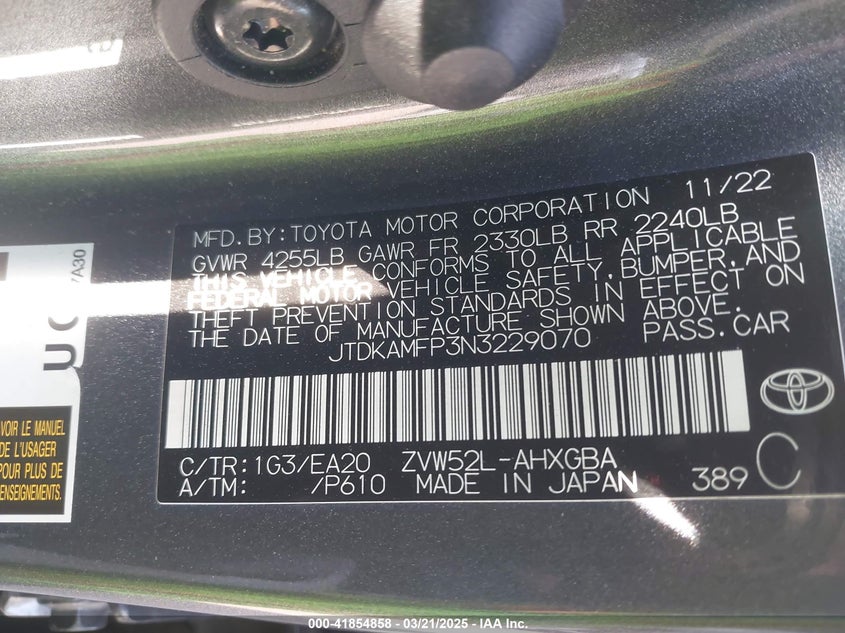 MFD.BY:TOYOTA MOTOR CORPORATION 11/22
GVWR 4255LB GAWR FR 2330LB RR 2240LB
THIS VEHICLE CONFORMS TO ALL APPLICABLE
FEDERAL MOTOR VEHICLE SAFETY,BUMPER,AND
THEFT PREVENTION STANDARDS IN EFFECT ON
THE DATE OF MANUFACTURE SHOWN ABOVE.
JTDKAMFP3N3229070 PASS.CAR
C/TR:1G3/EA20 ZVW52L-AHXGBA
A/TM: /P610 MADE IN JAPAN 389 C
7A30
VOIR LE MANUEL
DE L'USAGER
POUR PLUS DE
RENSEIGNEMENTS.
000-41854858 - 03/21/2025 - IAA Inc.